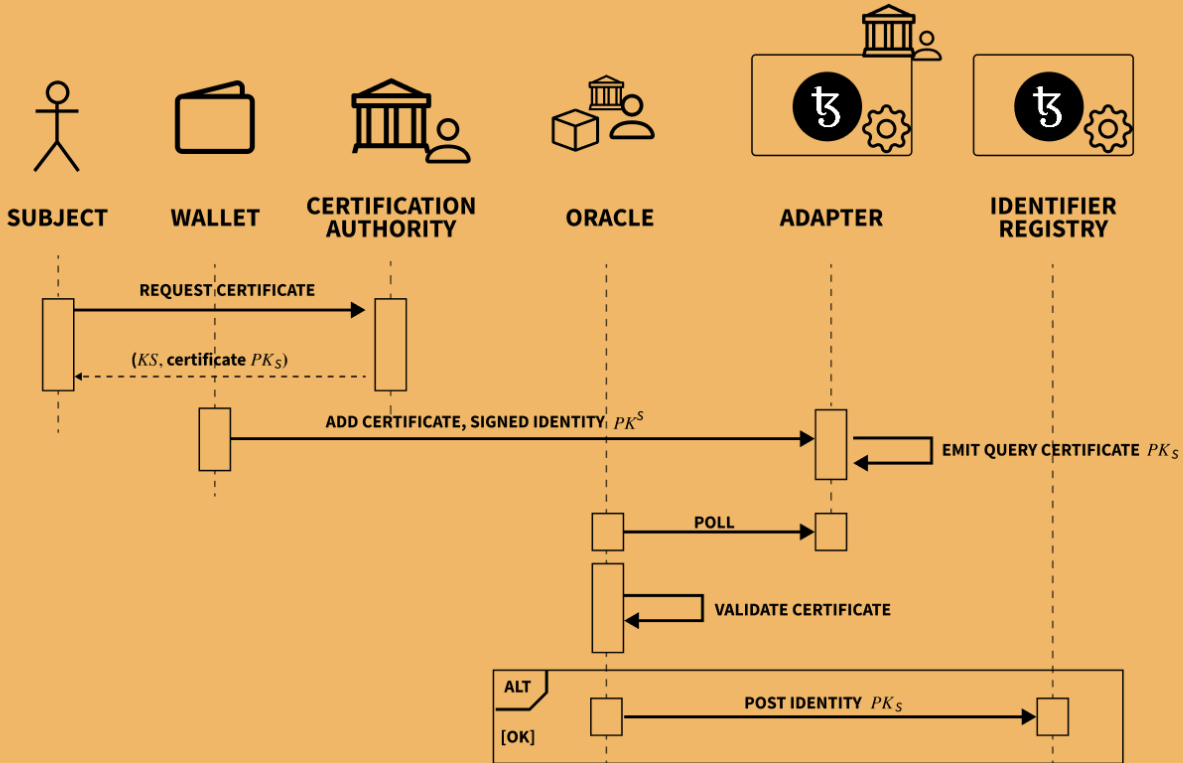 SUBJECT
WALLET
CERTIFICATION
AUTHORITY
ORACLE
ADAPTER
IDENTIFIER
REGISTRY
REQUEST CERTIFICATE
(KS, certificate PKS)
ADD CERTIFICATE, SIGNED IDENTITY PK^S
EMIT QUERY CERTIFICATE PKS
POLL
VALIDATE CERTIFICATE
ALT
POST IDENTITY PKS
[OK]